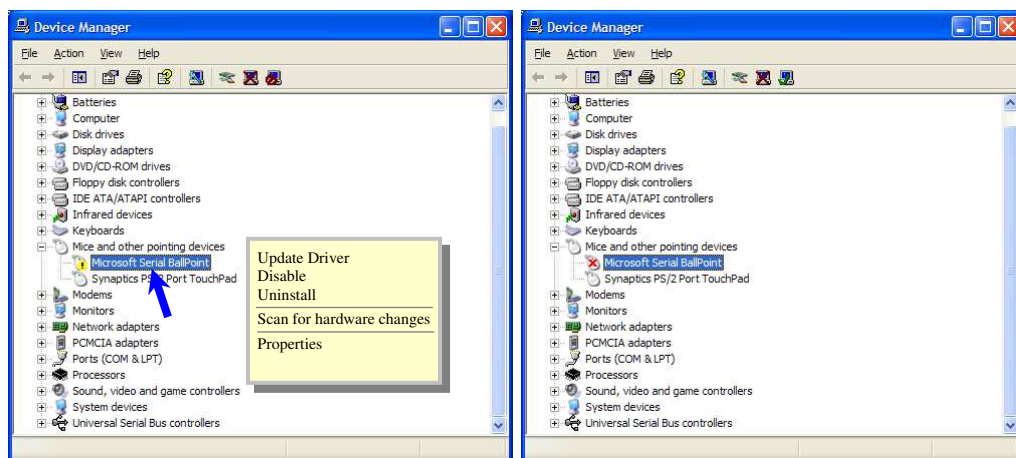 Device Manager
File Action View Help
Batteries
Computer
Disk drives
Display adapters
DVD/CD-ROM drives
Floppy disk controllers
IDE ATA/ATAPI controllers
Infrared devices
Keyboards
Mice and other pointing devices
Microsoft Serial BallPoint
Synaptics PS/2 Port TouchPad
Modems
Monitors
Network adapters
PCMCIA adapters
Ports (COM & LPT)
Processors
Sound, video and game controllers
System devices
Universal Serial Bus controllers
Update Driver
Disable
Uninstall
Scan for hardware changes
Properties
Device Manager
File Action View Help
Batteries
Computer
Disk drives
Display adapters
DVD/CD-ROM drives
Floppy disk controllers
IDE ATA/ATAPI controllers
Infrared devices
Keyboards
Mice and other pointing devices
Microsoft Serial BallPoint
Synaptics PS/2 Port TouchPad
Modems
Monitors
Network adapters
PCMCIA adapters
Ports (COM & LPT)
Processors
Sound, video and game controllers
System devices
Universal Serial Bus controllers